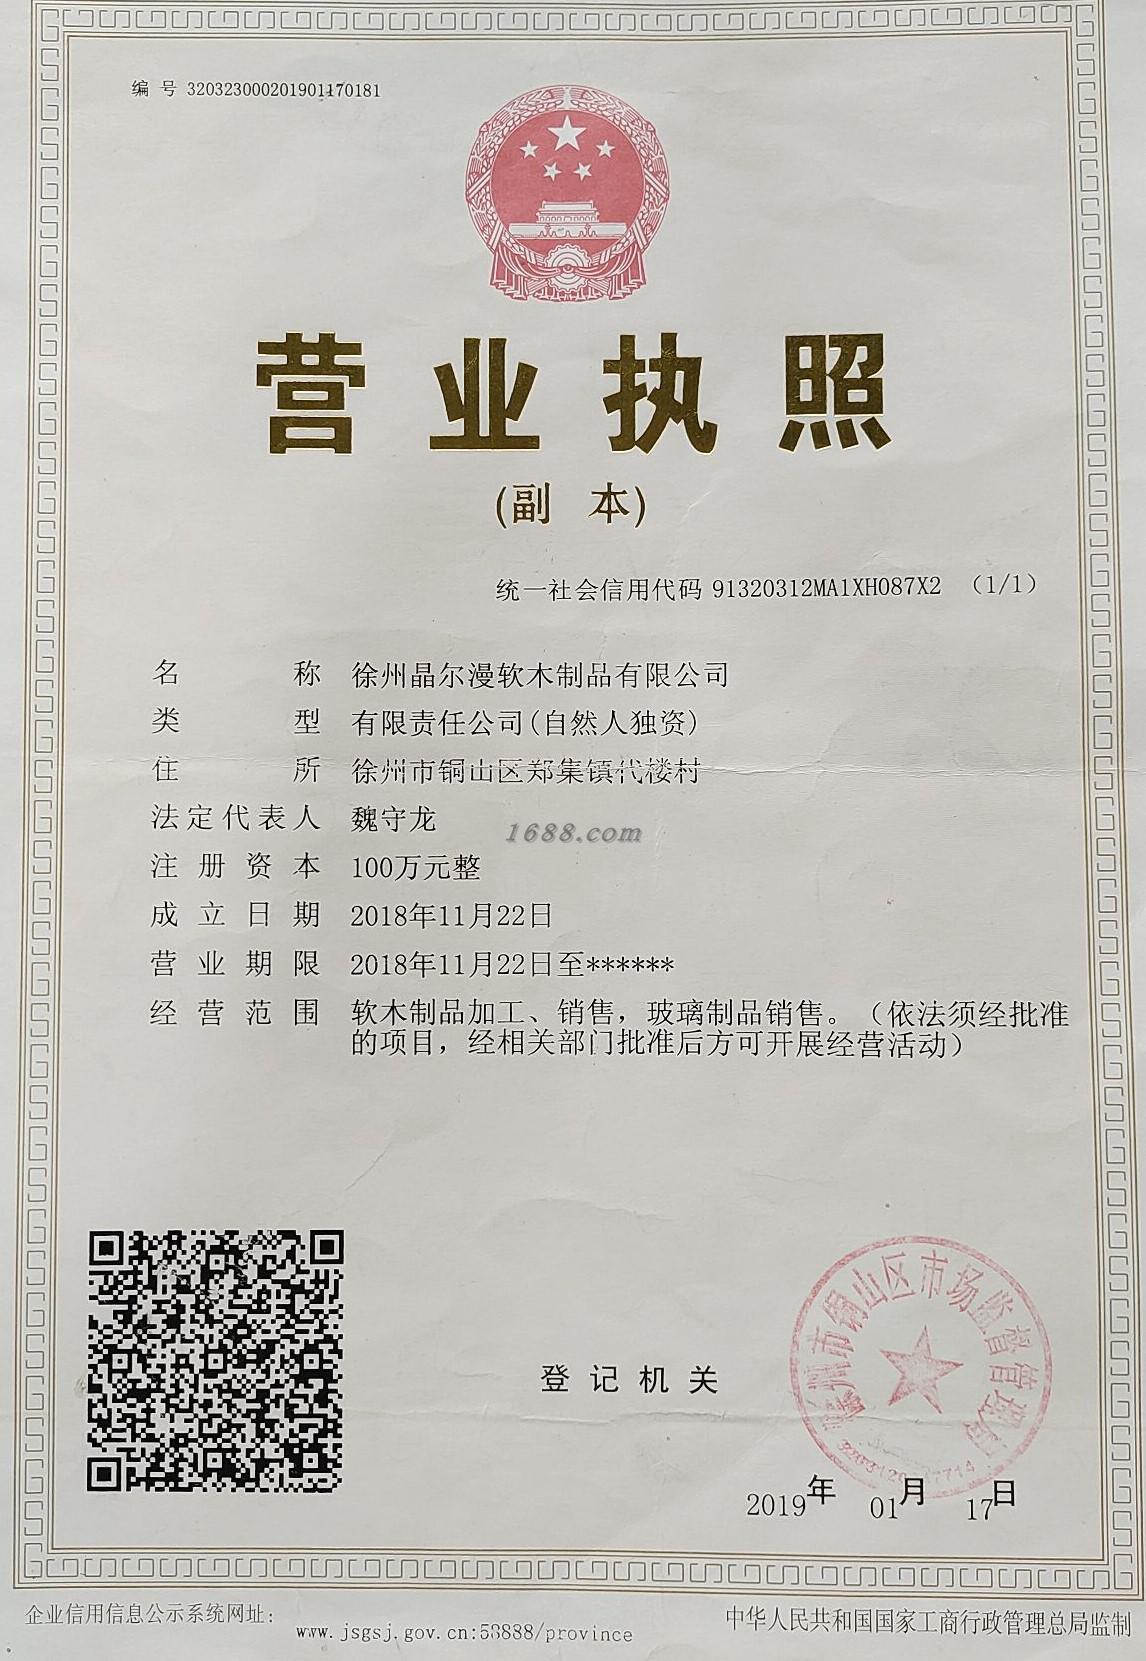 编 号 320323000201901170181
营业执照
(副 本)
统一社会信用代码 91320312MA1XH087X2 （1/1）
名 称 徐州晶尔漫软木制品有限公司
类 型 有限责任公司(自然人独资)
住 所 徐州市铜山区郑集镇代楼村
法定代表人 魏守龙
1688.com
注 册 资 本 100万元整
成 立 日 期 2018年11月22日
营 业 期 限 2018年11月22日至******
经 营 范 围 软木制品加工、销售，玻璃制品销售。（依法须经批准
的项目，经相关部门批准后方可开展经营活动）
徐州市铜山区市场监督管理局
登 记 机 关
2019年 01月 17日
企业信用信息公示系统网址：
www.jsgsj.gov.cn:58888/province
中华人民共和国国家工商行政管理总局监制